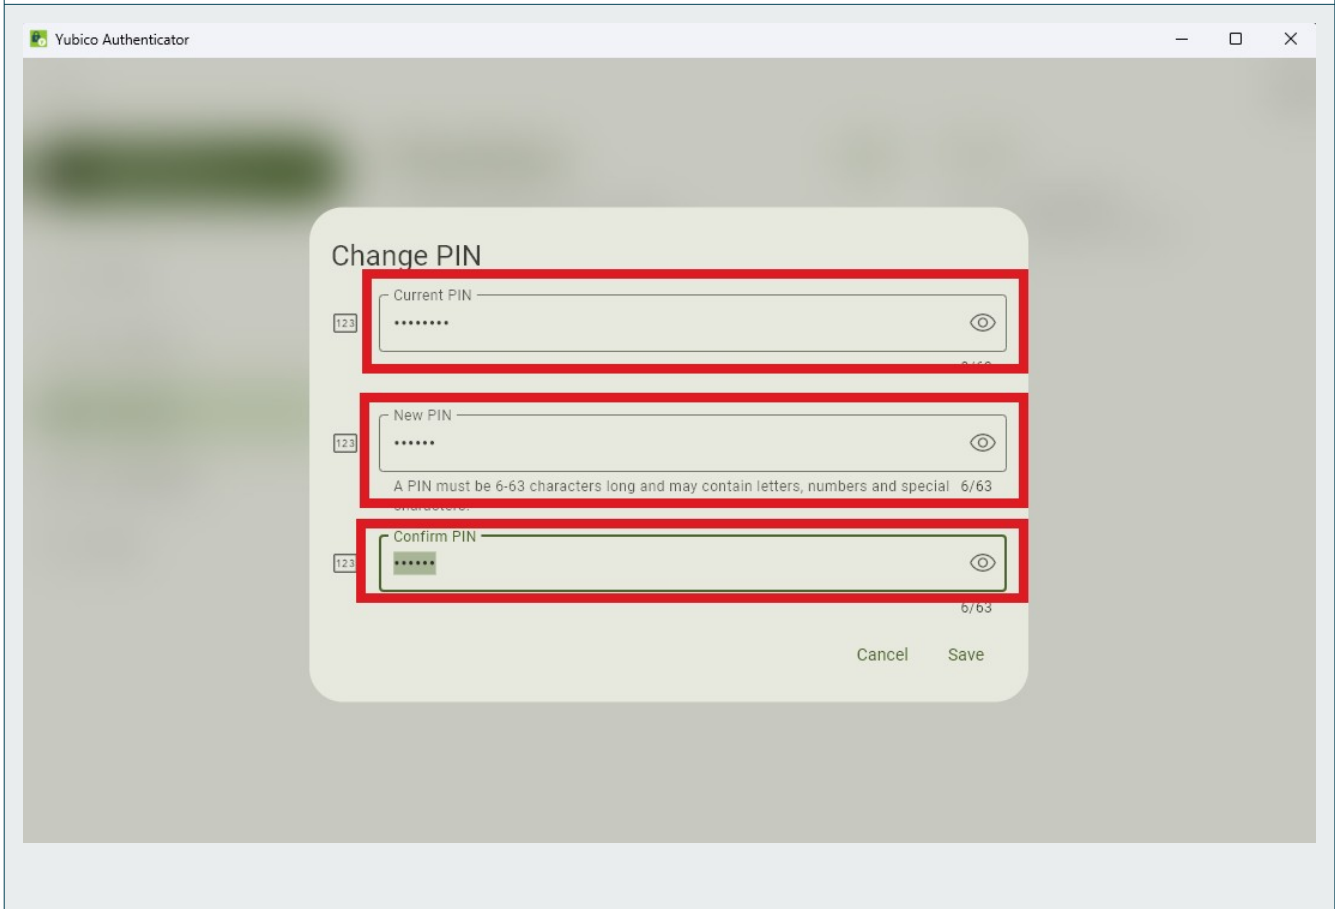 Yubico Authenticator
Change PIN
Current PIN
123
••••••••
New PIN
123
••••••
A PIN must be 6-63 characters long and may contain letters, numbers and special 6/63
characters.
Confirm PIN
123
••••••
6/63
Cancel Save